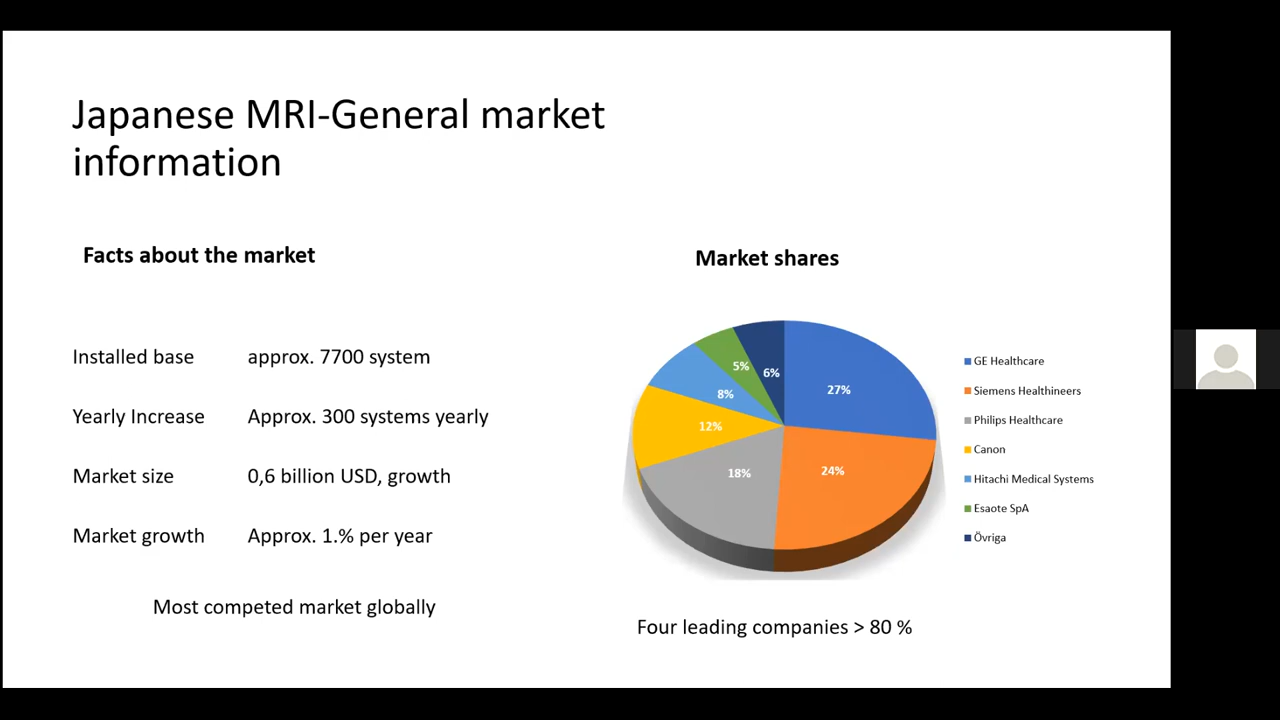 Japanese MRI-General market
information
Facts about the market
Installed base approx. 7700 system
Yearly Increase Approx. 300 systems yearly
Market size 0,6 billion USD, growth
Market growth Approx. 1.% per year
Most competed market globally
Market shares
27%
24%
18%
12%
8%
5%
6%
GE Healthcare
Siemens Healthineers
Philips Healthcare
Canon
Hitachi Medical Systems
Esaote SpA
Övriga
Four leading companies > 80 %